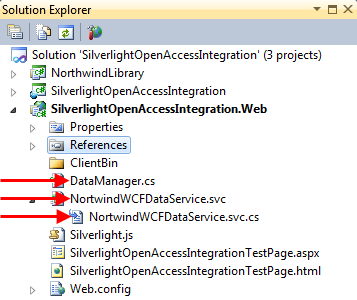 Solution Explorer
Solution 'SilverlightOpenAccessIntegration' (3 projects)
NorthwindLibrary
SilverlightOpenAccessIntegration
SilverlightOpenAccessIntegration.Web
Properties
References
ClientBin
DataManager.cs
NortwindWCFDataService.svc
NortwindWCFDataService.svc.cs
Silverlight.js
SilverlightOpenAccessIntegrationTestPage.aspx
SilverlightOpenAccessIntegrationTestPage.html
Web.config